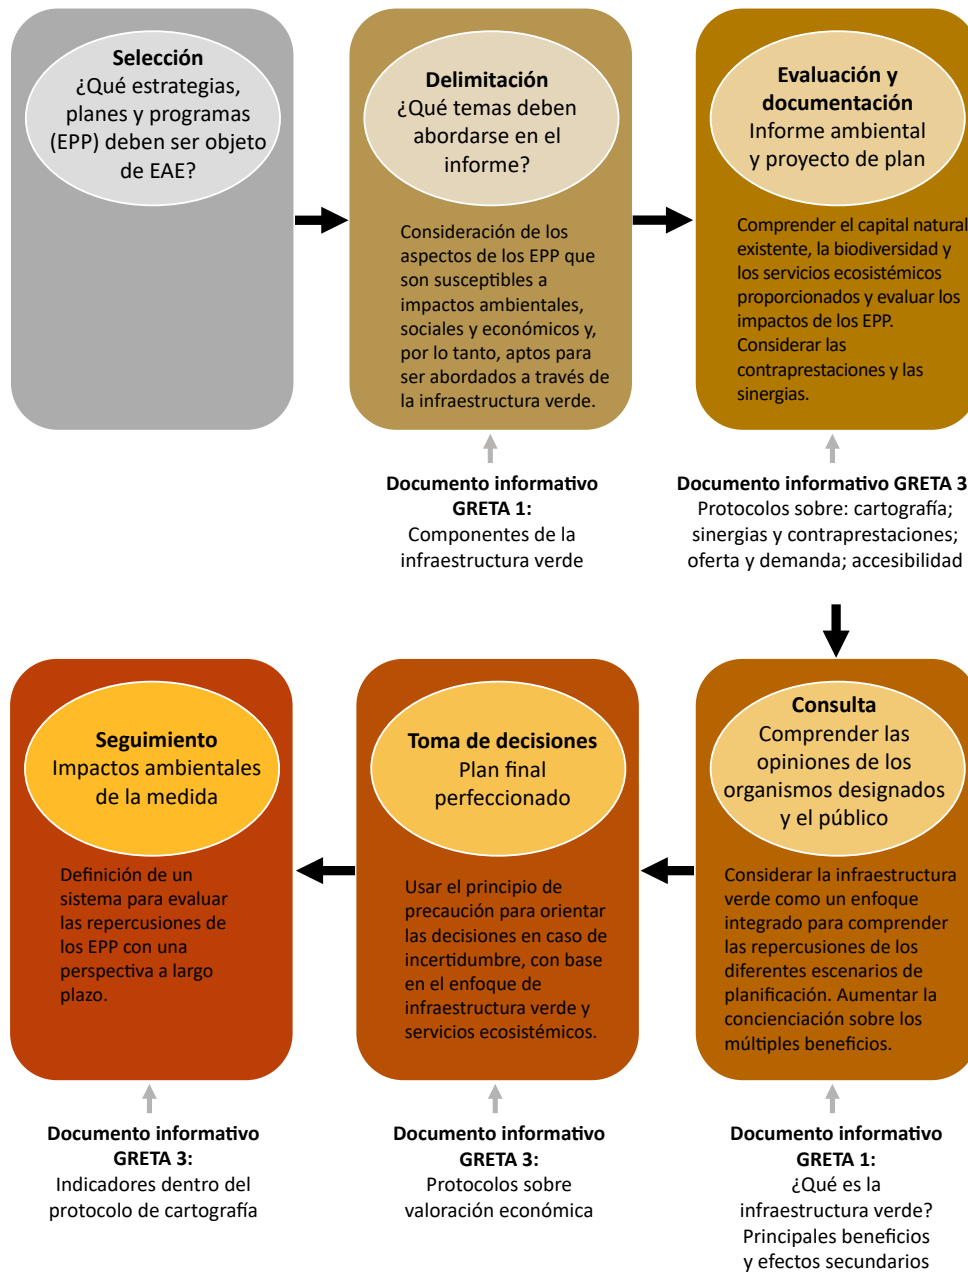 Selección
¿Qué estrategias,
planes y programas
(EPP) deben ser objeto
de EAE?
Delimitación
¿Qué temas deben
abordarse en el
informe?
Consideración de los
aspectos de los EPP que
son susceptibles a
impactos ambientales,
sociales y económicos y,
por lo tanto, aptos para
ser abordados a través de
la infraestructura verde.
Documento informativo
GRETA 1:
Componentes de la
infraestructura verde
Evaluación y
documentación
Informe ambiental
y proyecto de plan
Comprender el capital natural
existente, la biodiversidad y
los servicios ecosistémicos
proporcionados y evaluar los
impactos de los EPP.
Considerar las
contraprestaciones y las
sinergias.
Documento informativo GRETA 3
Protocolos sobre: cartografía;
sinergias y contraprestaciones;
oferta y demanda; accesibilidad
Consulta
Comprender las
opiniones de los
organismos designados
y el público
Considerar la infraestructura
verde como un enfoque
integrado para comprender
las repercusiones de los
diferentes escenarios de
planificación. Aumentar la
concienciación sobre los
múltiples beneficios.
Documento informativo
GRETA 1:
¿Qué es la
infraestructura verde?
Principales beneficios
y efectos secundarios
Toma de decisiones
Plan final
perfeccionado
Usar el principio de
precaución para orientar
las decisiones en caso de
incertidumbre, con base
en el enfoque de
infraestructura verde y
servicios ecosistémicos.
Documento informativo
GRETA 3:
Protocolos sobre
valoración económica
Seguimiento
Impactos ambientales
de la medida
Definición de un
sistema para evaluar
las repercusiones de
los EPP con una
perspectiva a largo
plazo.
Documento informativo
GRETA 3:
Indicadores dentro del
protocolo de cartografía